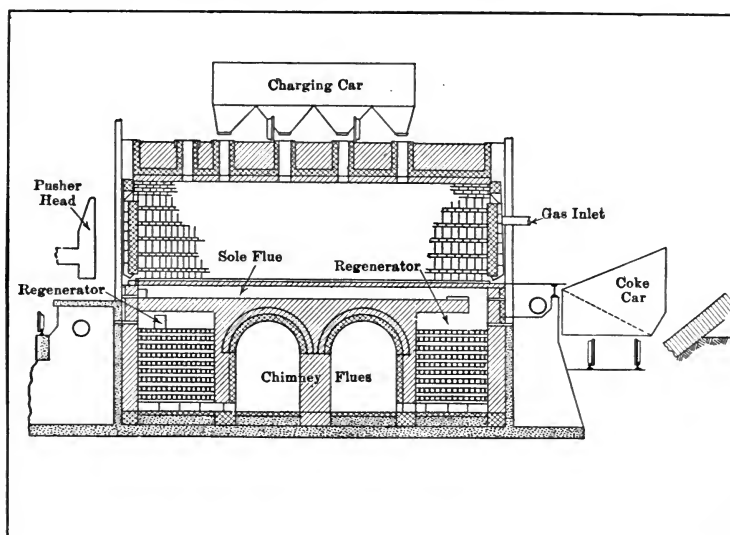 Charging Car
Pusher
Head
Gas Inlet
Sole Flue
Regenerator
Coke
Car
Regenerator
Chimney Flues